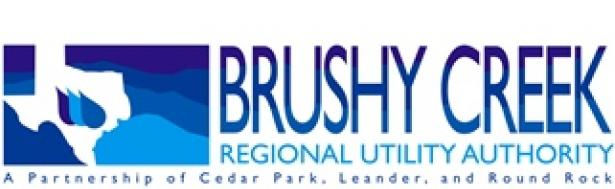 BRUSHY CREEK
REGIONAL UTILITY AUTHORITY
A Partnership of Cedar Park, Leander, and Round Rock